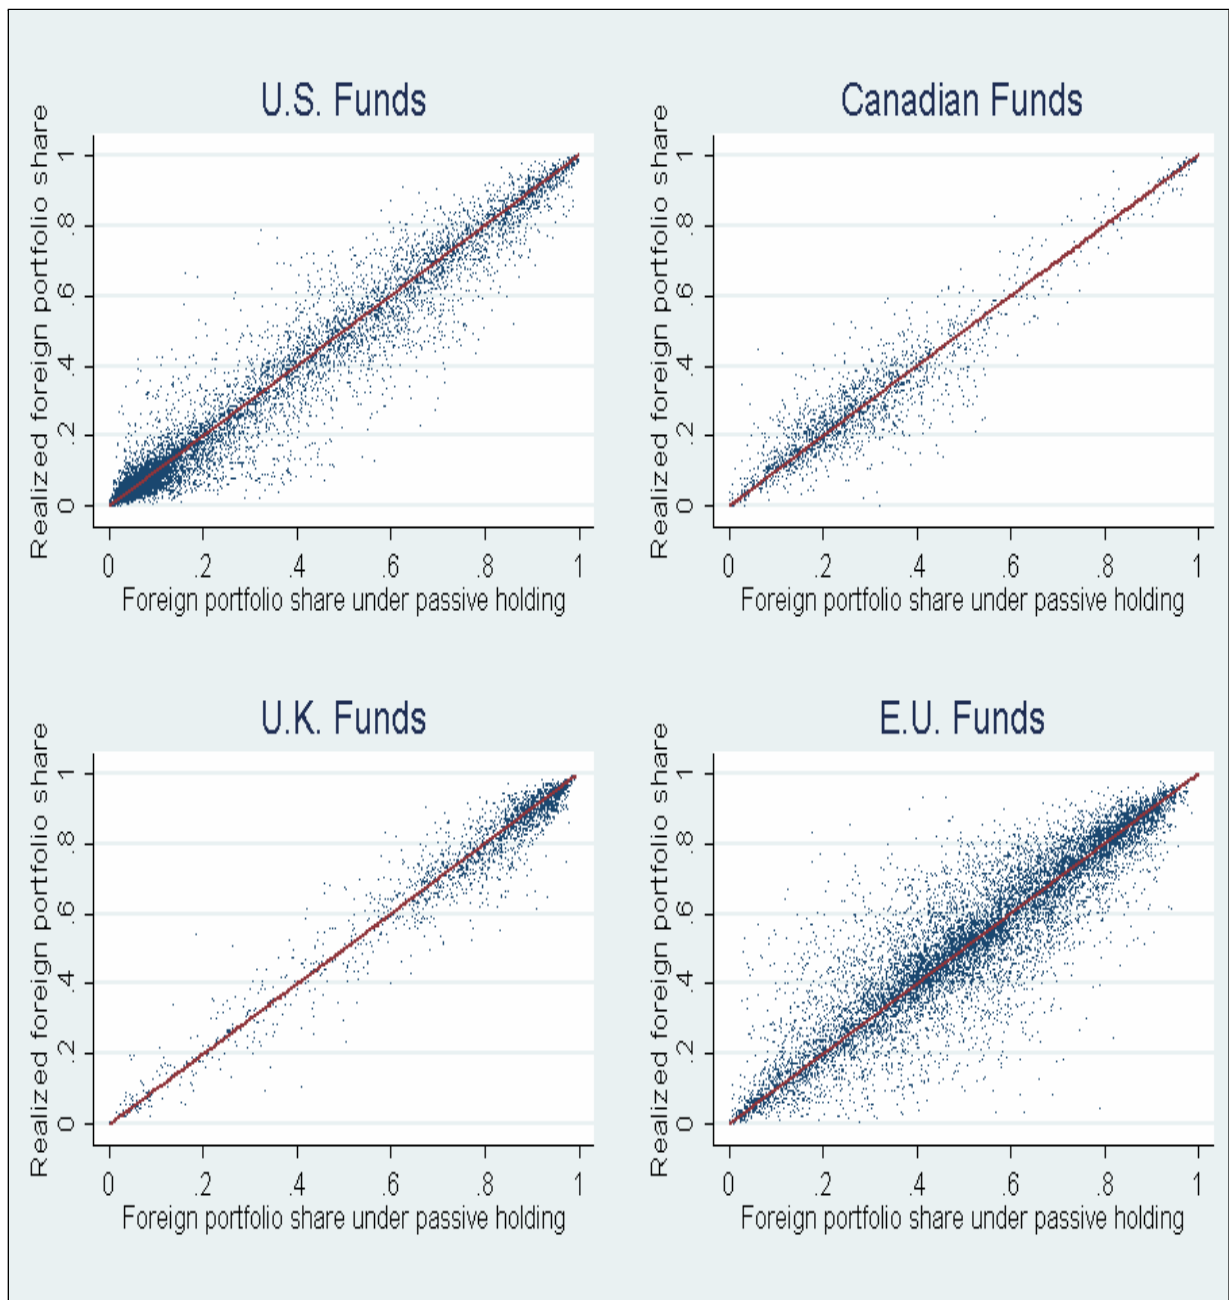 U.S. Funds
Realized foreign portfolio share
1
.8
.6
.4
.2
0
0 .2 .4 .6 .8 1
Foreign portfolio share under passive holding
Canadian Funds
Realized foreign portfolio share
1
.8
.6
.4
.2
0
0 .2 .4 .6 .8 1
Foreign portfolio share under passive holding
U.K. Funds
Realized foreign portfolio share
1
.8
.6
.4
.2
0
0 .2 .4 .6 .8 1
Foreign portfolio share under passive holding
E.U. Funds
Realized foreign portfolio share
1
.8
.6
.4
.2
0
0 .2 .4 .6 .8 1
Foreign portfolio share under passive holding